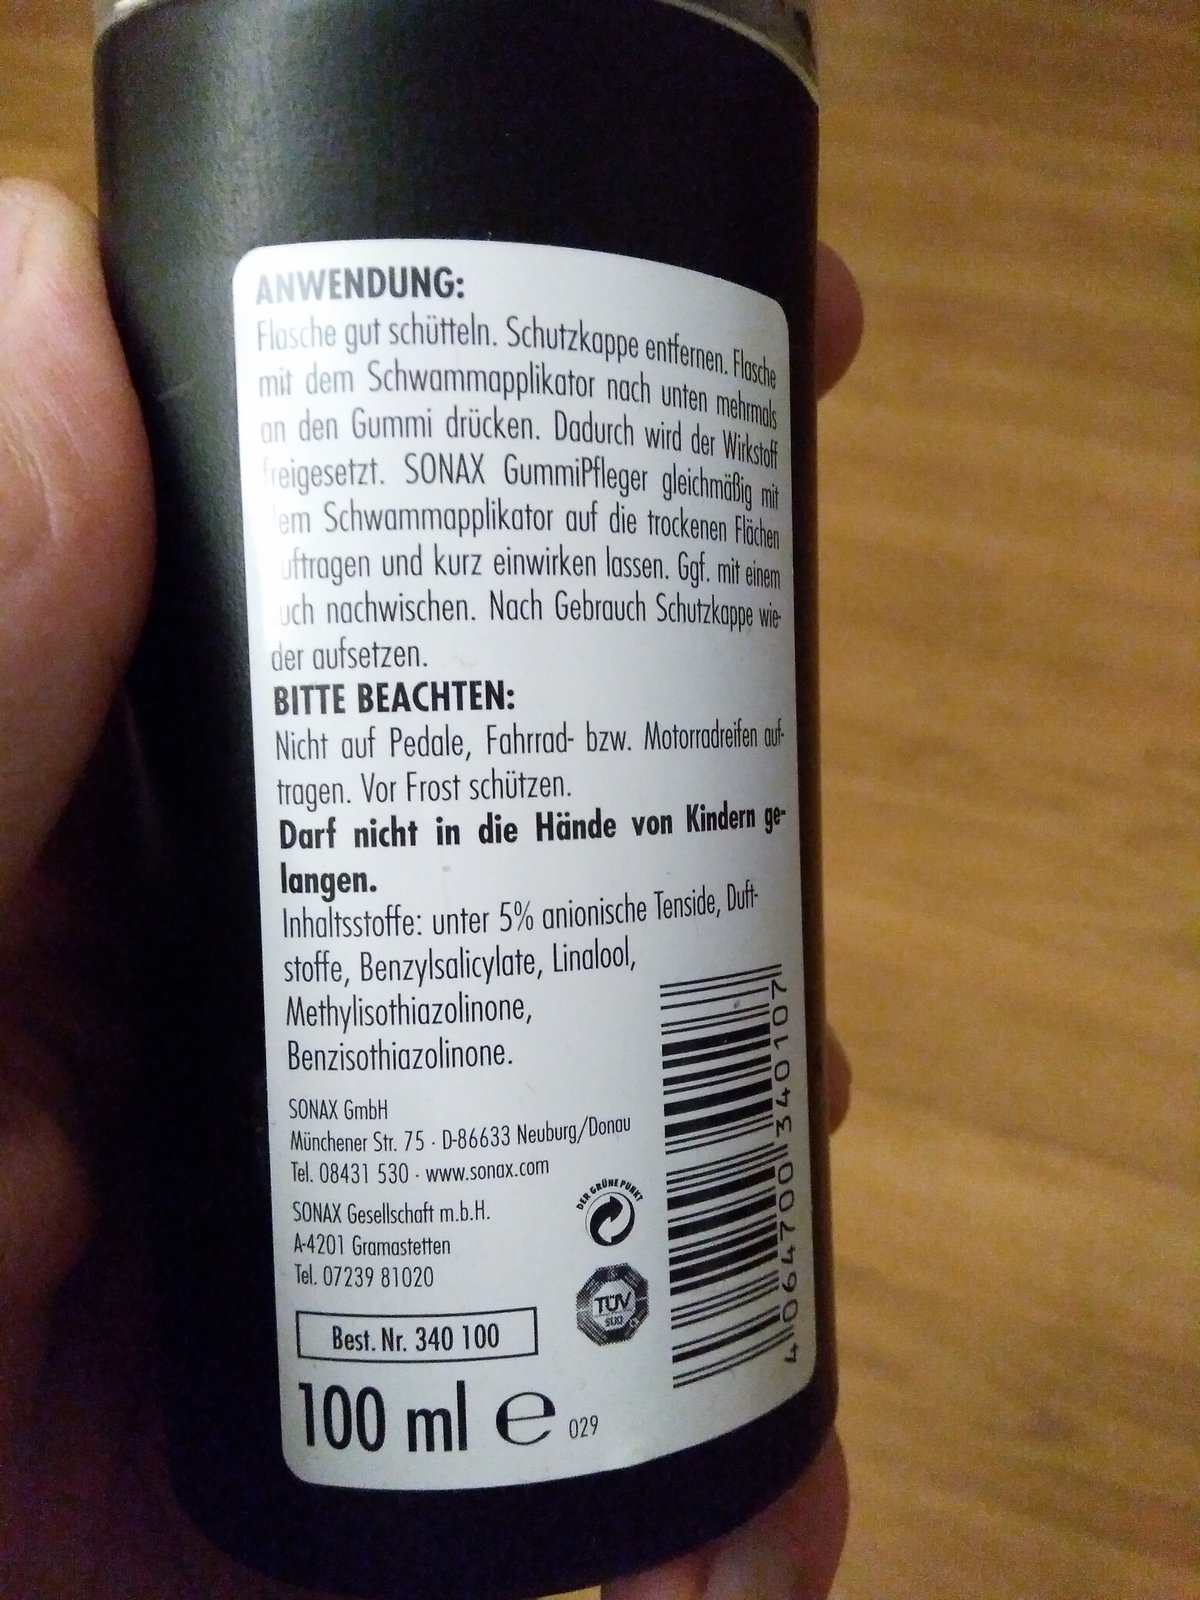 ANWENDUNG:
Flasche gut schütteln. Schutzkappe entfernen. Flasche
mit dem Schwammapplikator nach unten mehrmals
an den Gummi drücken. Dadurch wird der Wirkstoff
freigesetzt. SONAX GummiPfleger gleichmäßig mit
dem Schwammapplikator auf die trockenen Flächen
auftragen und kurz einwirken lassen. Ggf. mit einem
Tuch nachwischen. Nach Gebrauch Schutzkappe wie-
der aufsetzen.
BITTE BEACHTEN:
Nicht auf Pedale, Fahrrad- bzw. Motorradreifen auf-
tragen. Vor Frost schützen.
Darf nicht in die Hände von Kindern ge-
langen.
Inhaltsstoffe: unter 5% anionische Tenside, Duft-
stoffe, Benzylsalicylate, Linalool,
Methylisothiazolinone,
Benzisothiazolinone.
SONAX GmbH
Münchener Str. 75 · D-86633 Neuburg/Donau
Tel. 08431 530 · www.sonax.com
SONAX Gesellschaft m.b.H.
A-4201 Gramastetten
Tel. 07239 81020
DER GRÜNE PUNKT
TÜV
SÜD
Best. Nr. 340 100
100 ml e 029
4 064700 340107